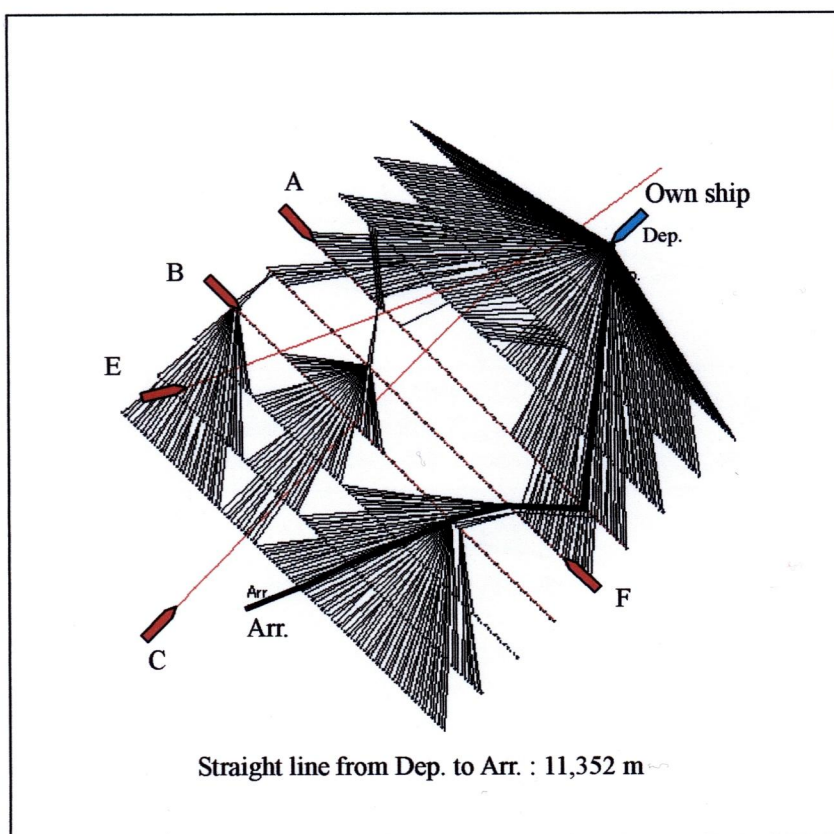 A
Own ship
Dep.
B
E
Arr.
Arr.
F
C
Straight line from Dep. to Arr. : 11,352 m